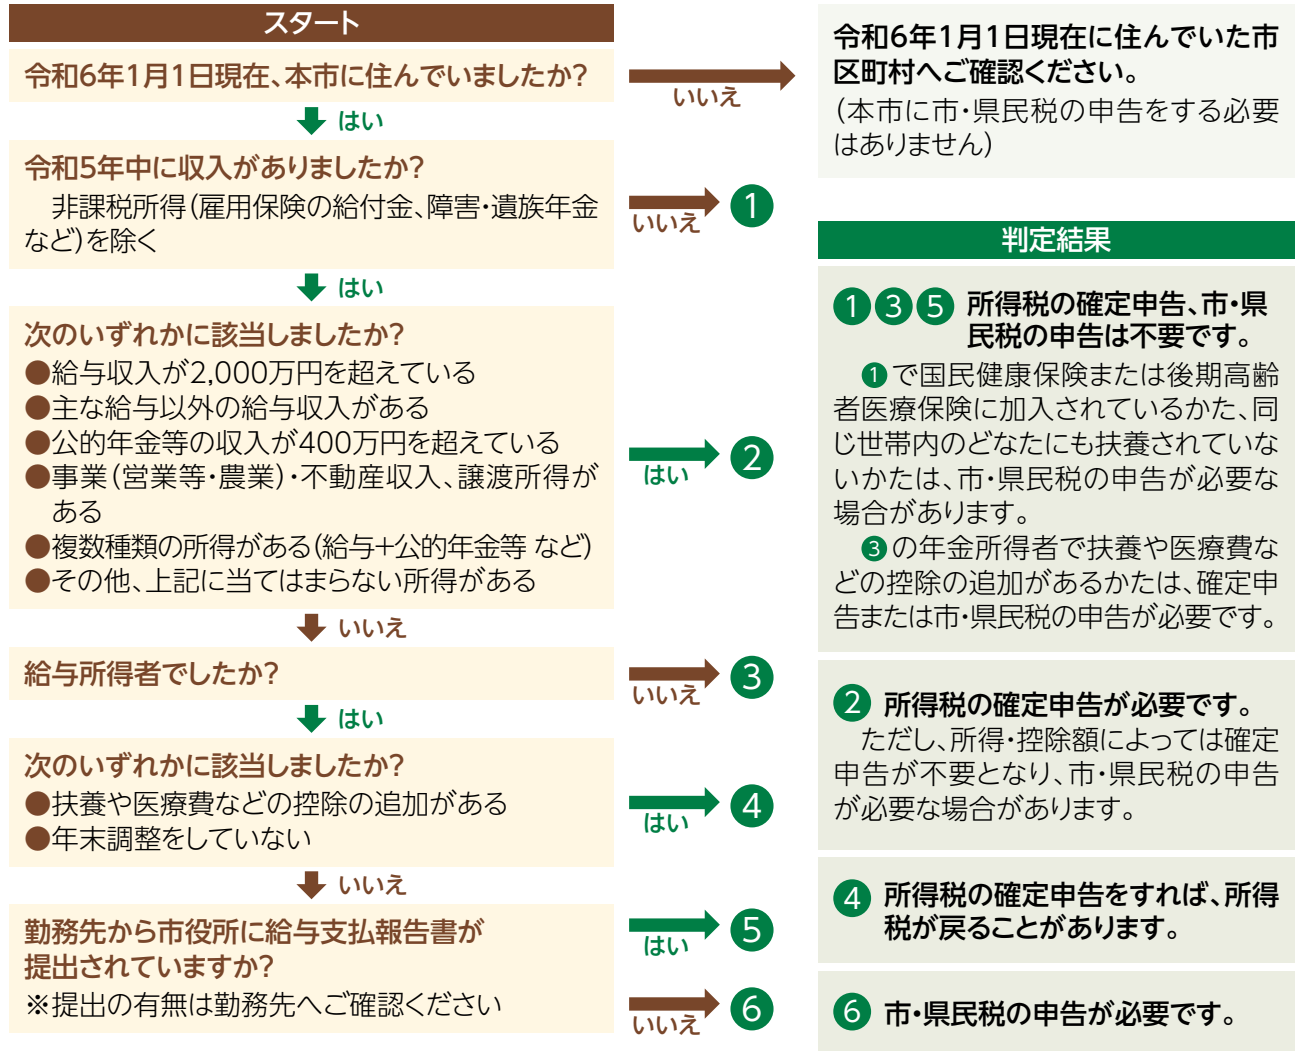 スタート
令和6年1月1日現在、本市に住んでいましたか?
いいえ
はい
令和5年中に収入がありましたか?
非課税所得(雇用保険の給付金、障害・遺族年金
など)を除く
いいえ
1
はい
次のいずれかに該当しましたか?
●給与収入が2,000万円を超えている
●主な給与以外の給与収入がある
●公的年金等の収入が400万円を超えている
●事業(営業等・農業)・不動産収入、譲渡所得が
ある
●複数種類の所得がある(給与+公的年金等 など)
●その他、上記に当てはまらない所得がある
はい
2
いいえ
給与所得者でしたか?
いいえ
3
はい
次のいずれかに該当しましたか?
●扶養や医療費などの控除の追加がある
●年末調整をしていない
はい
4
いいえ
勤務先から市役所に給与支払報告書が
提出されていますか?
※提出の有無は勤務先へご確認ください
はい
5
いいえ
6
令和6年1月1日現在に住んでいた市
区町村へご確認ください。
(本市に市・県民税の申告をする必要
はありません)
判定結果
1 3 5 所得税の確定申告、市・県
民税の申告は不要です。
1で国民健康保険または後期高齢
者医療保険に加入されているかた、同
じ世帯内のどなたにも扶養されていな
いかたは、市・県民税の申告が必要な
場合があります。
3の年金所得者で扶養や医療費な
どの控除の追加があるかたは、確定申
告または市・県民税の申告が必要です。
2 所得税の確定申告が必要です。
ただし、所得・控除額によっては確定
申告が不要となり、市・県民税の申告
が必要な場合があります。
4 所得税の確定申告をすれば、所得
税が戻ることがあります。
6 市・県民税の申告が必要です。